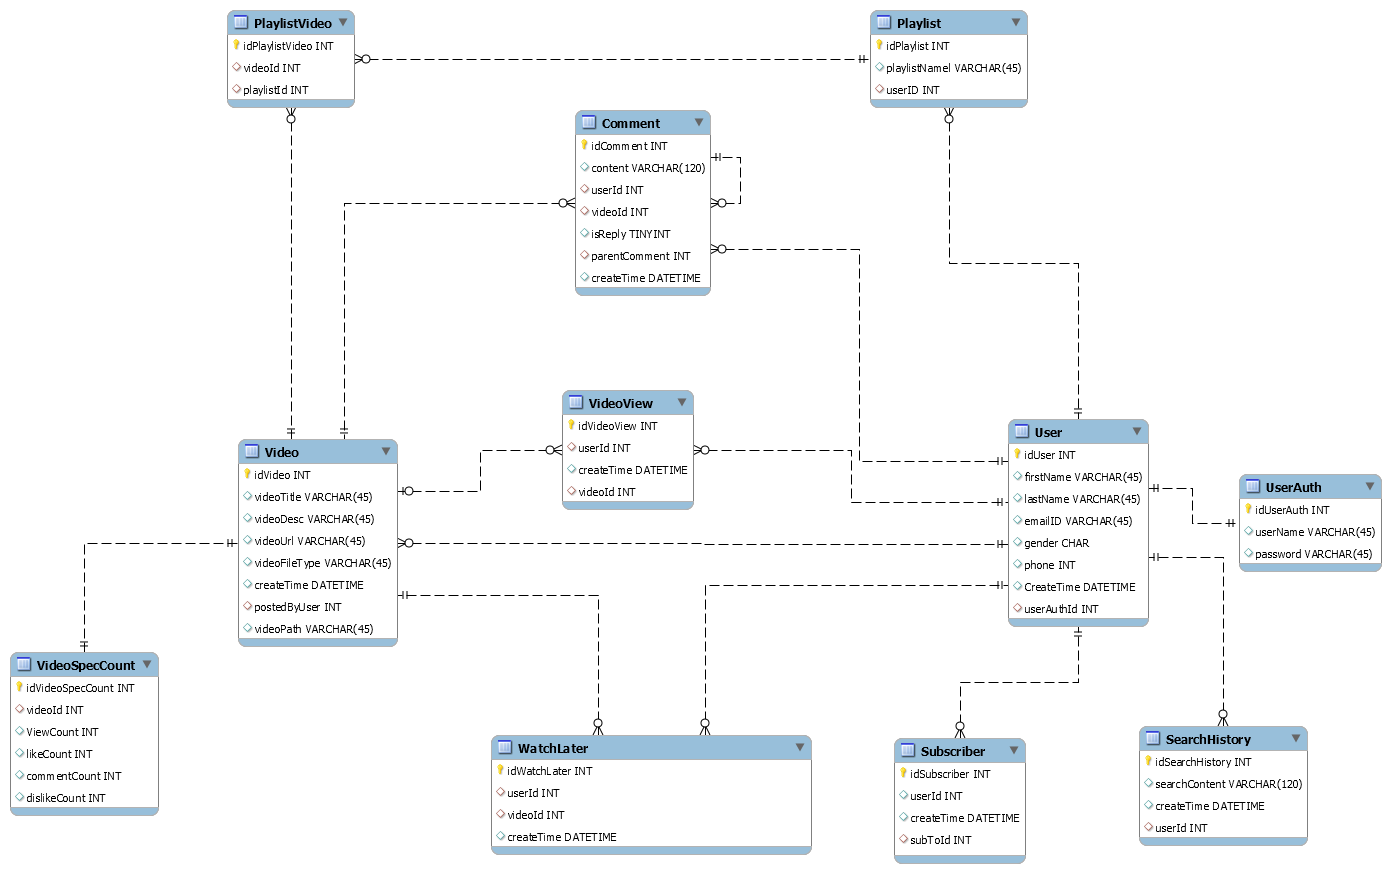 PlaylistVideo
idPlaylistVideo INT
videoId INT
playlistId INT
Playlist
idPlaylist INT
playlistNamel VARCHAR(45)
userID INT
Comment
idComment INT
content VARCHAR(120)
userId INT
videoId INT
isReply TINYINT
parentComment INT
createTime DATETIME
VideoView
idVideoView INT
userId INT
createTime DATETIME
videoId INT
Video
idVideo INT
videoTitle VARCHAR(45)
videoDesc VARCHAR(45)
videoUrl VARCHAR(45)
videoFileType VARCHAR(45)
createTime DATETIME
postedByUser INT
videoPath VARCHAR(45)
User
idUser INT
firstName VARCHAR(45)
lastName VARCHAR(45)
emailID VARCHAR(45)
gender CHAR
phone INT
CreateTime DATETIME
userAuthId INT
UserAuth
idUserAuth INT
userName VARCHAR(45)
password VARCHAR(45)
VideoSpecCount
idVideoSpecCount INT
videoId INT
ViewCount INT
likeCount INT
commentCount INT
dislikeCount INT
WatchLater
idWatchLater INT
userId INT
videoId INT
createTime DATETIME
Subscriber
idSubscriber INT
userId INT
createTime DATETIME
subToId INT
SearchHistory
idSearchHistory INT
searchContent VARCHAR(120)
createTime DATETIME
userId INT